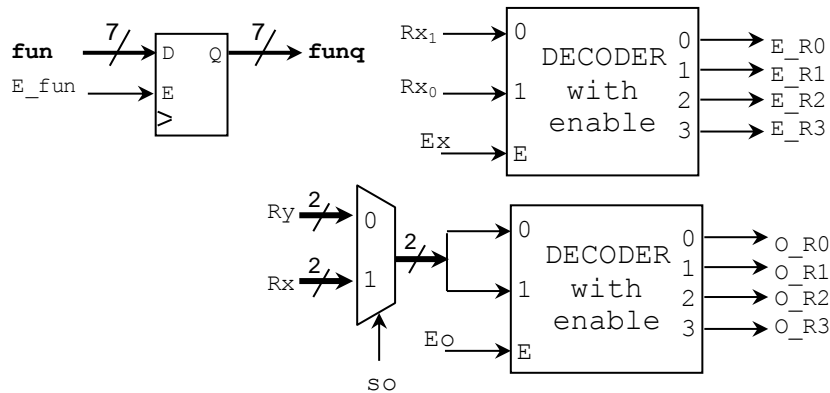 fun
7
D
Q
7
funq
E_fun
E
Rx1
0
Rx0
1
Ex
E
DECODER
with
enable
0
1
2
3
E_R0
E_R1
E_R2
E_R3
Ry
2
0
Rx
2
1
so
2
0
1
Eo
E
DECODER
with
enable
0
1
2
3
O_R0
O_R1
O_R2
O_R3